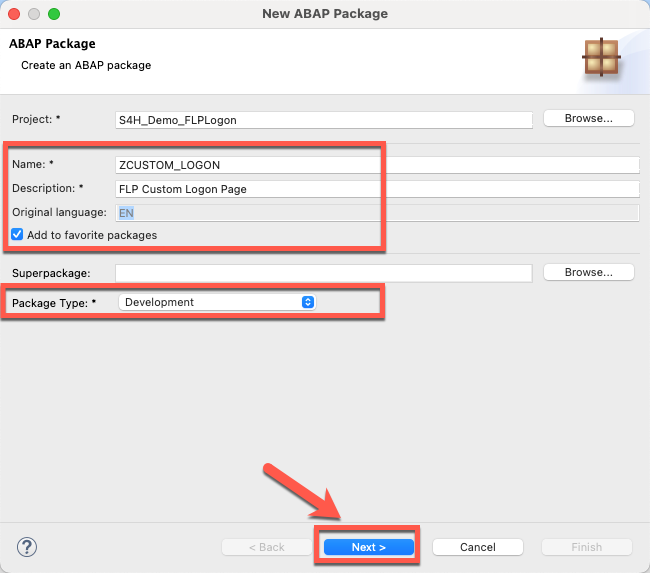 New ABAP Package
ABAP Package
Create an ABAP package
Project: * S4H_Demo_FLPLogon Browse...
Name: * ZCUSTOM_LOGON
Description: * FLP Custom Logon Page
Original language: EN
Add to favorite packages
Superpackage: Browse...
Package Type: * Development
? < Back Next > Cancel Finish